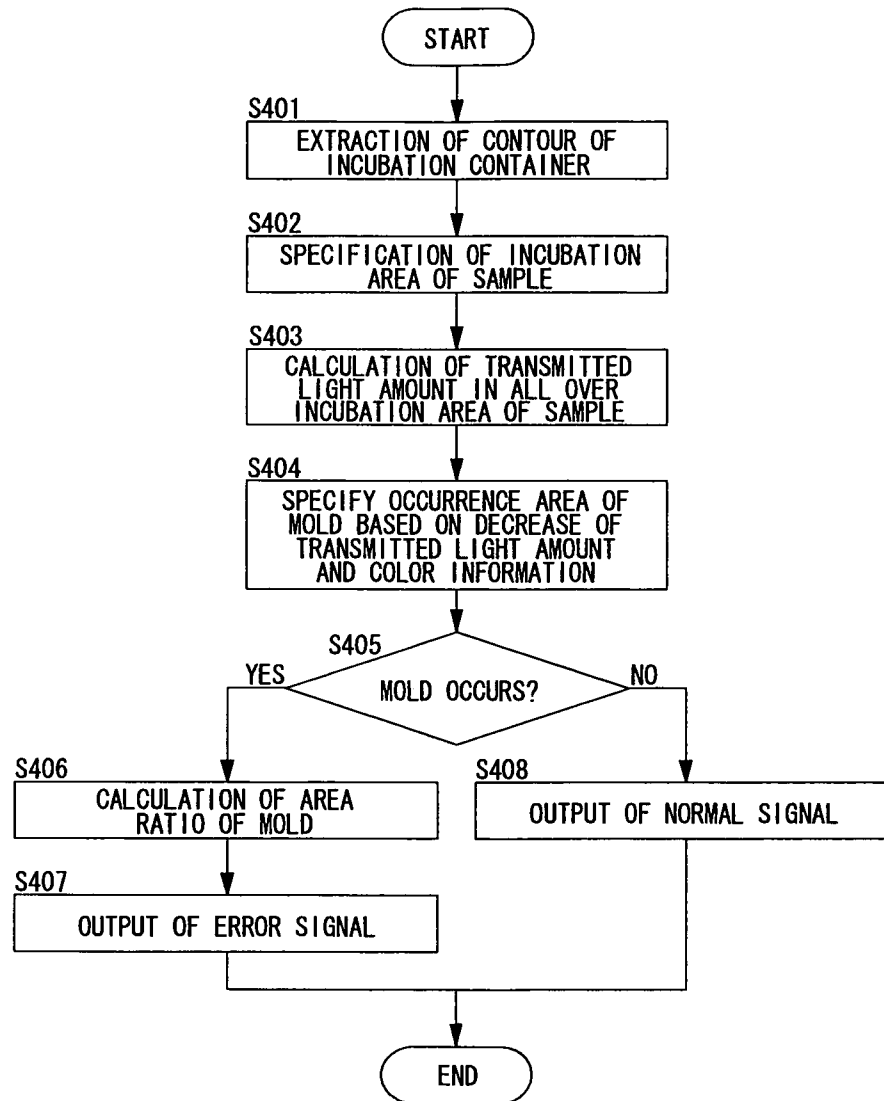 START
S401
EXTRACTION OF CONTOUR OF
INCUBATION CONTAINER
S402
SPECIFICATION OF INCUBATION
AREA OF SAMPLE
S403
CALCULATION OF TRANSMITTED
LIGHT AMOUNT IN ALL OVER
INCUBATION AREA OF SAMPLE
S404
SPECIFY OCCURRENCE AREA OF
MOLD BASED ON DECREASE OF
TRANSMITTED LIGHT AMOUNT
AND COLOR INFORMATION
S405
YES
MOLD OCCURS?
NO
S406
CALCULATION OF AREA
RATIO OF MOLD
S408
OUTPUT OF NORMAL SIGNAL
S407
OUTPUT OF ERROR SIGNAL
END